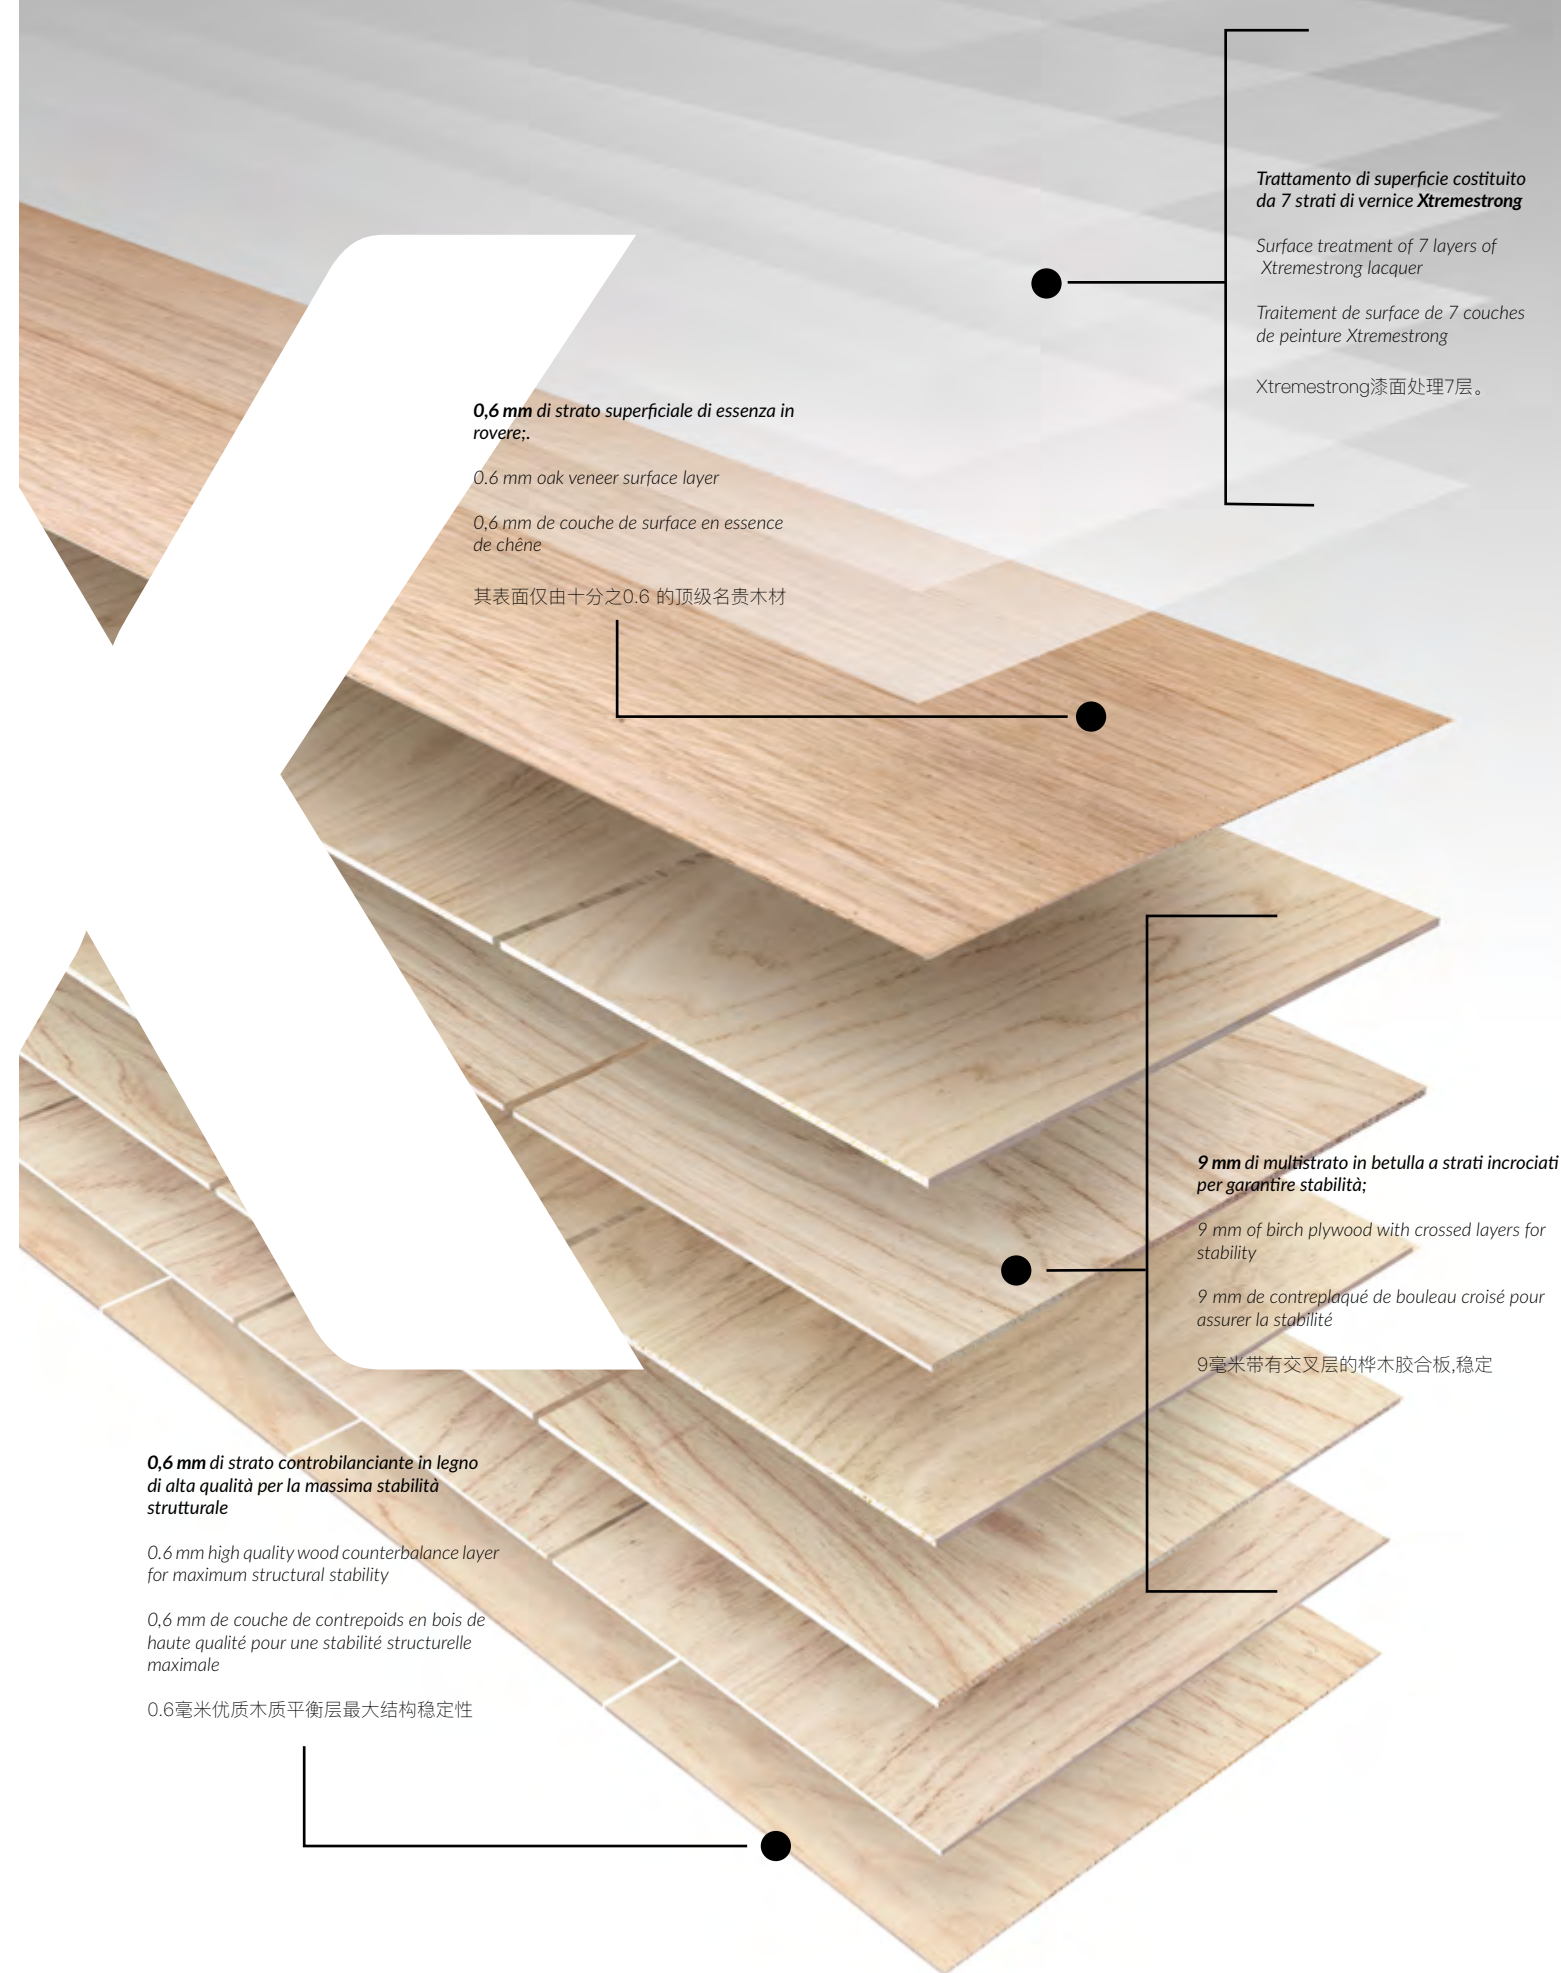 Trattamento di superficie costituito
da 7 strati di vernice Xtremestrong
Surface treatment of 7 layers of
Xtremestrong lacquer
Traitement de surface de 7 couches
de peinture Xtremestrong
Xtremestrong漆面处理7层。
0,6 mm di strato superficiale di essenza in
rovere;.
0.6 mm oak veneer surface layer
0,6 mm de couche de surface en essence
de chêne
其表面仅由十分之0.6 的顶级名贵木材
9 mm di multistrato in betulla a strati incrociati
per garantire stabilità;
9 mm of birch plywood with crossed layers for
stability
9 mm de contreplaqué de bouleau croisé pour
assurer la stabilité
9毫米带有交叉层的桦木胶合板,稳定
0,6 mm di strato controbilanciante in legno
di alta qualità per la massima stabilità
strutturale
0.6 mm high quality wood counterbalance layer
for maximum structural stability
0,6 mm de couche de contrepoids en bois de
haute qualité pour une stabilité structurelle
maximale
0.6毫米优质木质平衡层最大结构稳定性